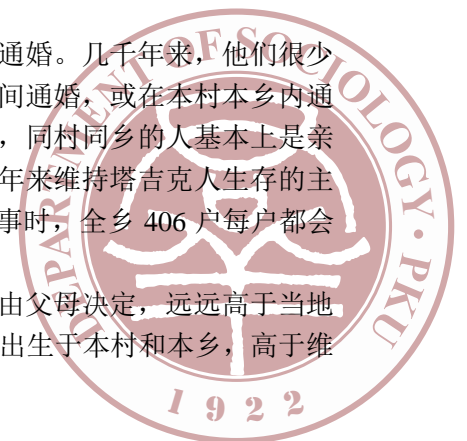 通婚。几千年来，他们很少
间通婚，或在本村本乡内通
，同村同乡的人基本上是亲
年来维持塔吉克人生存的主
事时，全乡 406 户每户都会
由父母决定，远远高于当地
出生于本村和本乡，高于维
DEPARTMENT OF SOCIOLOGY · PKU
1922